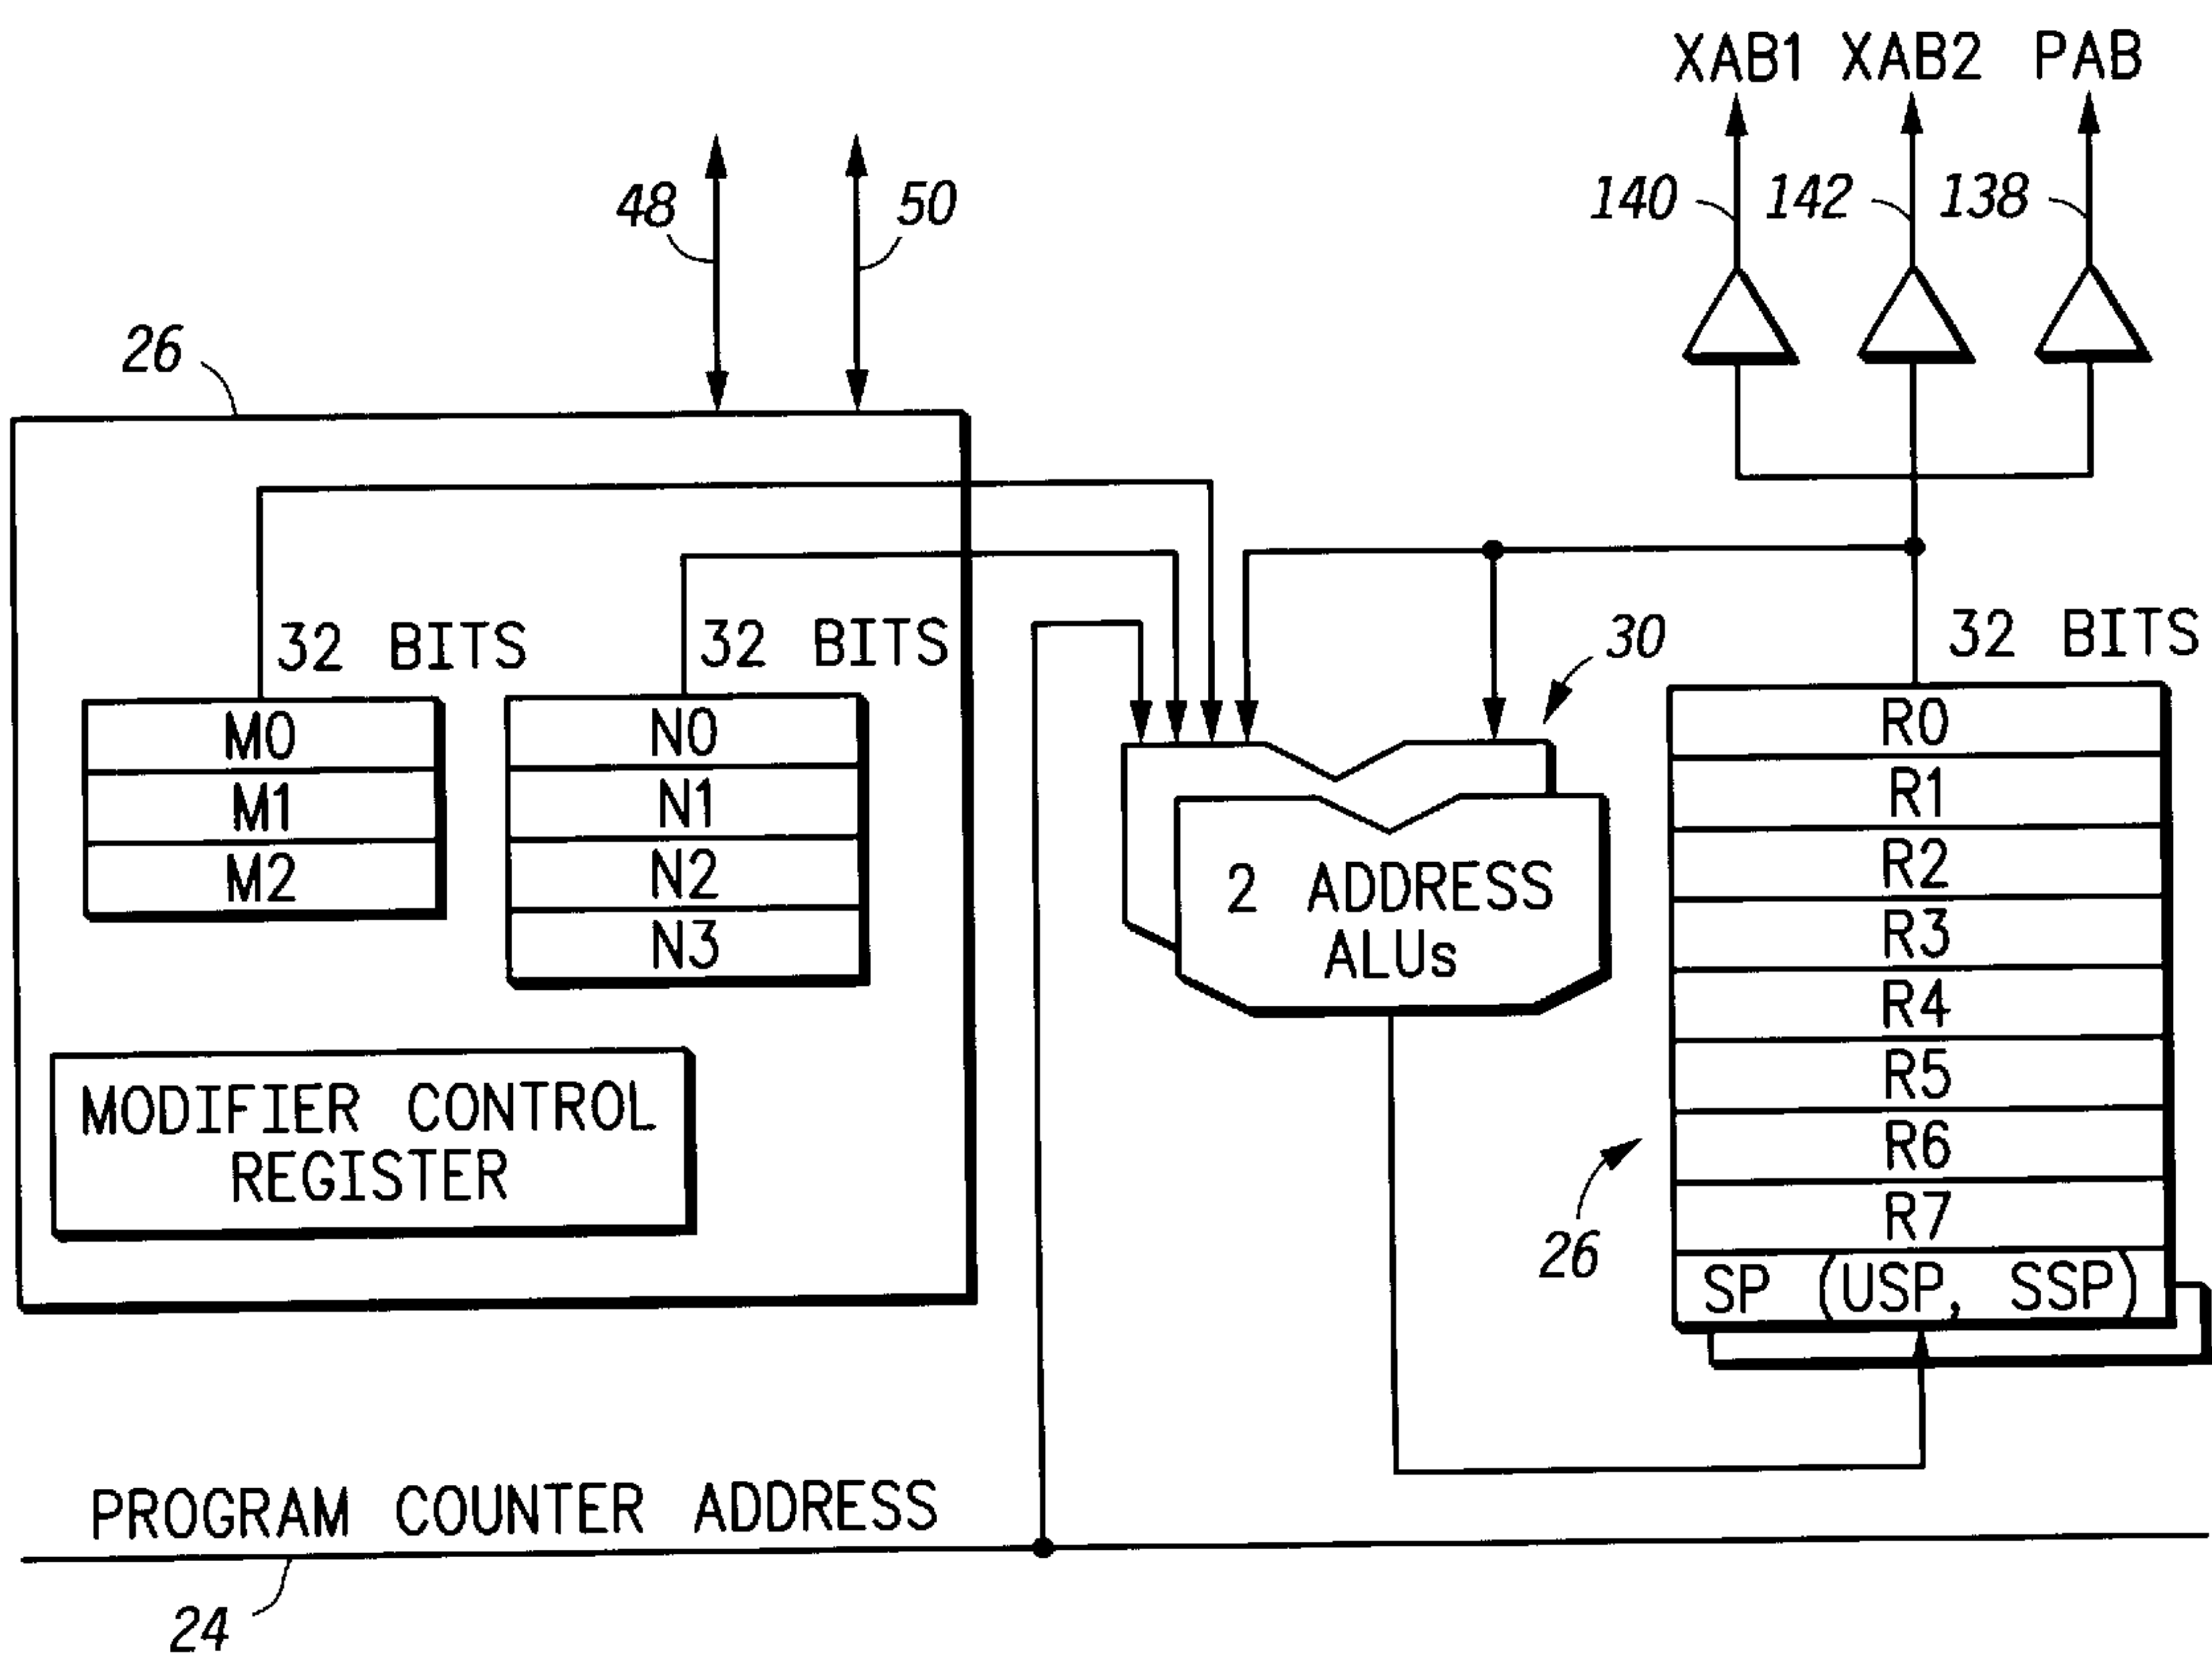 XAB1 XAB2 PAB
48 50 140 142 138
26
32 BITS 32 BITS 30 32 BITS
M0
M1
M2
N0
N1
N2
N3
2 ADDRESS
ALUs
R0
R1
R2
R3
R4
R5
R6
R7
SP (USP, SSP)
MODIFIER CONTROL
REGISTER
26
PROGRAM COUNTER ADDRESS
24